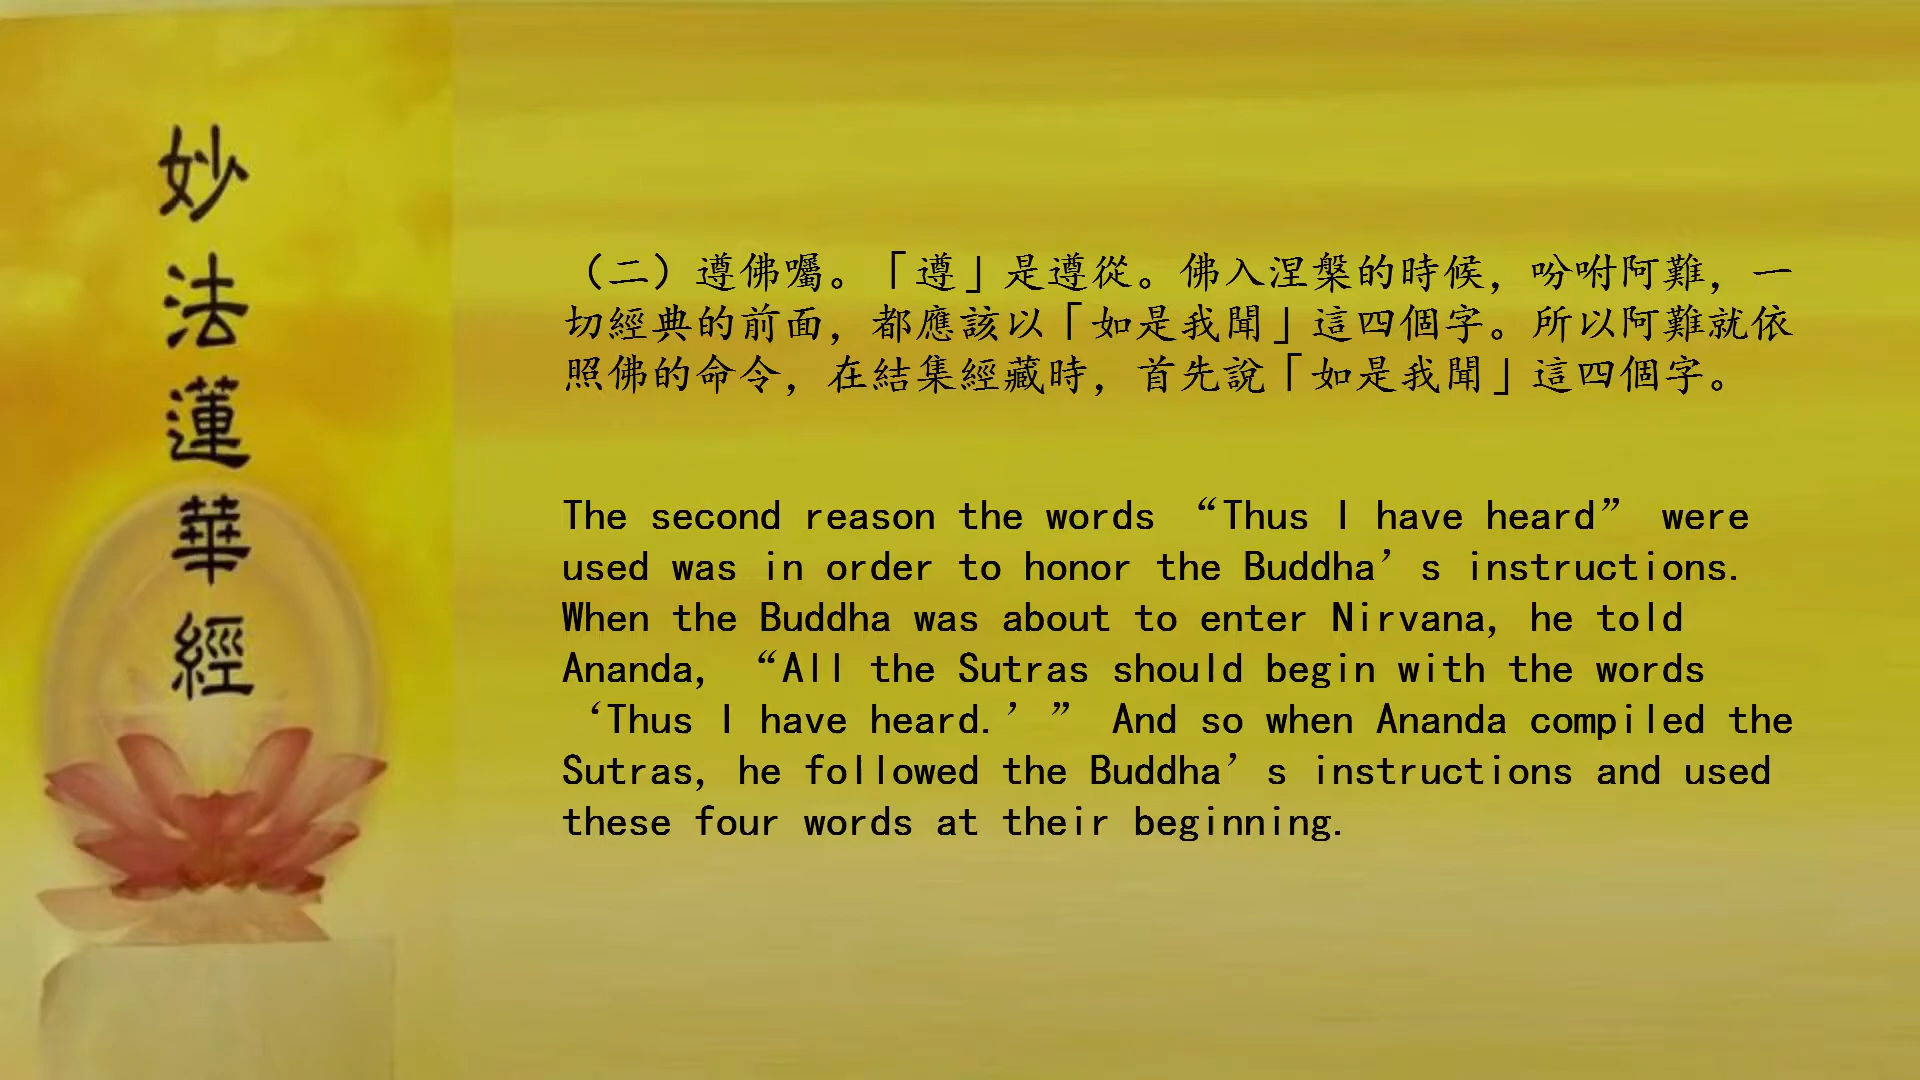 妙法蓮華經
（二）遵佛囑。「遵」是遵從。佛入涅槃的時候，吩咐阿難，一
切經典的前面，都應該以「如是我聞」這四個字。所以阿難就依
照佛的命令，在結集經藏時，首先說「如是我聞」這四個字。
The second reason the words “Thus I have heard” were
used was in order to honor the Buddha’s instructions.
When the Buddha was about to enter Nirvana, he told
Ananda, “All the Sutras should begin with the words
‘Thus I have heard.’” And so when Ananda compiled the
Sutras, he followed the Buddha’s instructions and used
these four words at their beginning.